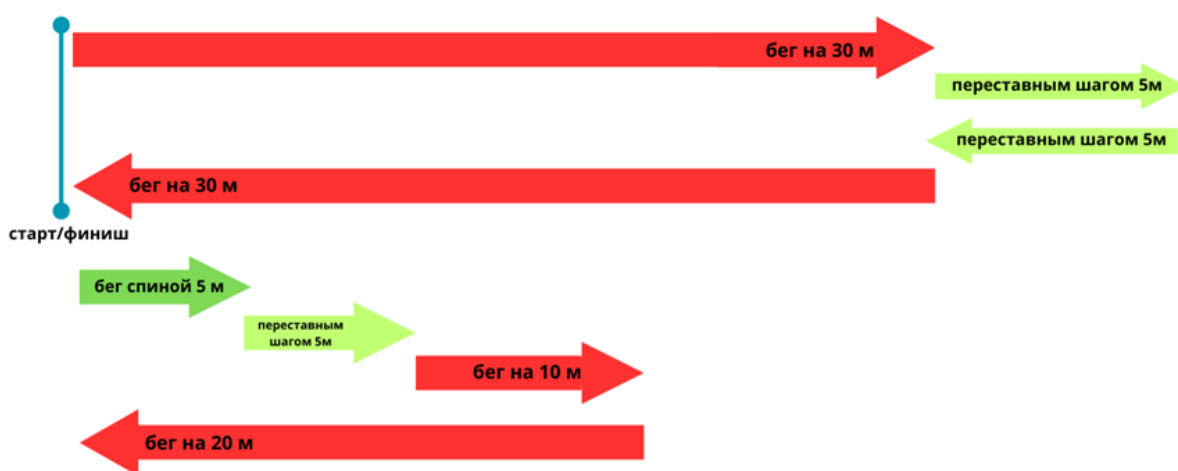 бег на 30 м
переставным шагом 5м
переставным шагом 5м
бег на 30 м
старт/финиш
бег спиной 5 м
переставным
шагом 5м
бег на 10 м
бег на 20 м